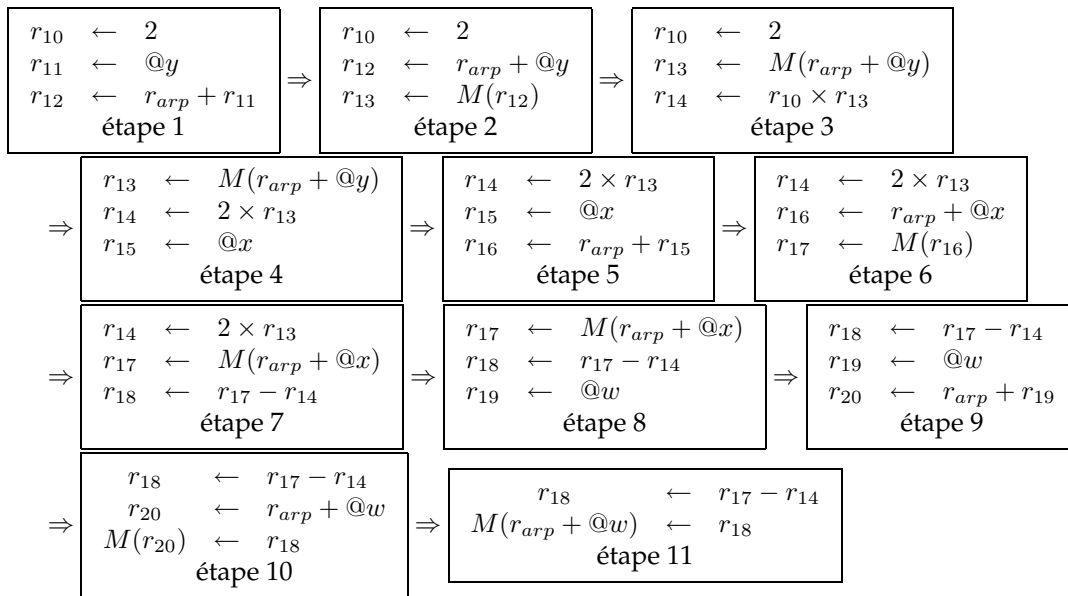 r10 ← 2
r11 ← @y
r12 ← rarp + r11
étape 1
⇒
r10 ← 2
r12 ← rarp + @y
r13 ← M(r12)
étape 2
⇒
r10 ← 2
r13 ← M(rarp + @y)
r14 ← r10 × r13
étape 3
⇒
r13 ← M(rarp + @y)
r14 ← 2 × r13
r15 ← @x
étape 4
⇒
r14 ← 2 × r13
r15 ← @x
r16 ← rarp + r15
étape 5
⇒
r14 ← 2 × r13
r16 ← rarp + @x
r17 ← M(r16)
étape 6
⇒
r14 ← 2 × r13
r17 ← M(rarp + @x)
r18 ← r17 − r14
étape 7
⇒
r17 ← M(rarp + @x)
r18 ← r17 − r14
r19 ← @w
étape 8
⇒
r18 ← r17 − r14
r19 ← @w
r20 ← rarp + r19
étape 9
⇒
r18 ← r17 − r14
r20 ← rarp + @w
M(r20) ← r18
étape 10
⇒
r18 ← r17 − r14
M(rarp + @w) ← r18
étape 11